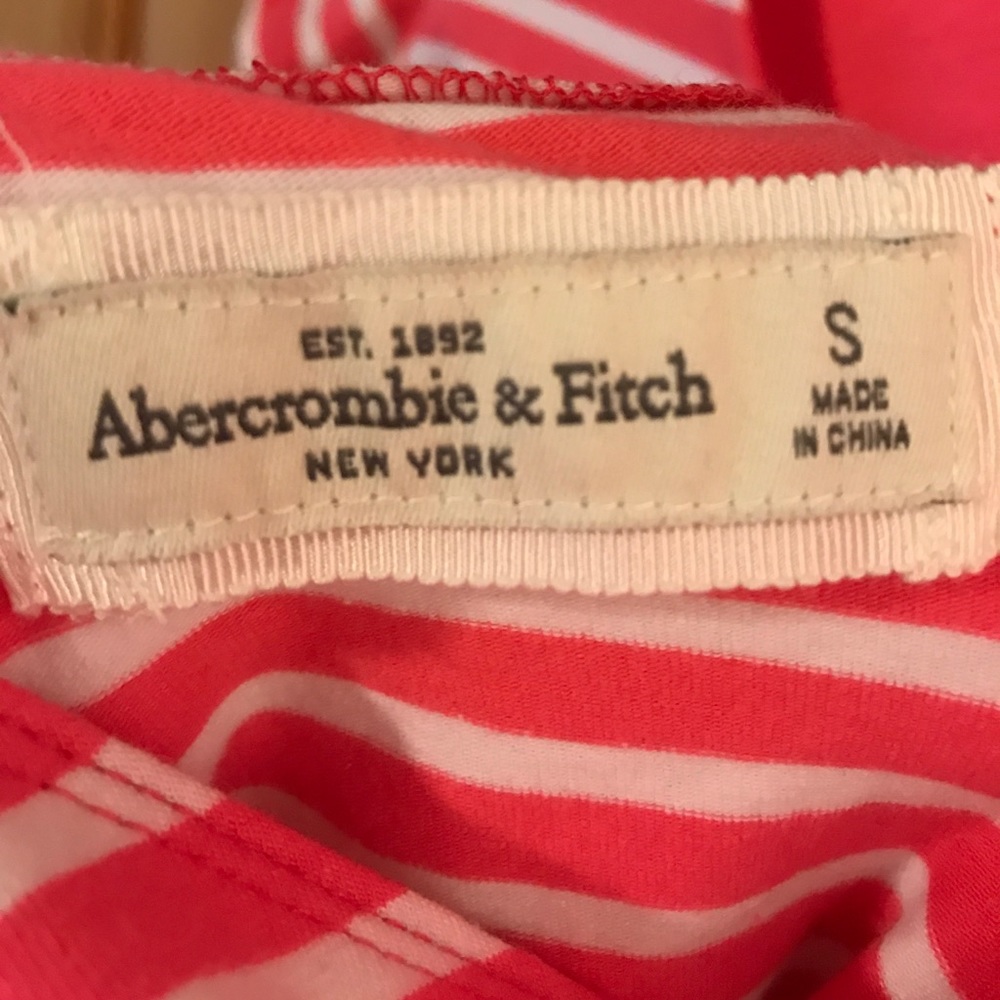 EST. 1892
Abercrombie & Fitch
NEW YORK
S
MADE
IN CHINA